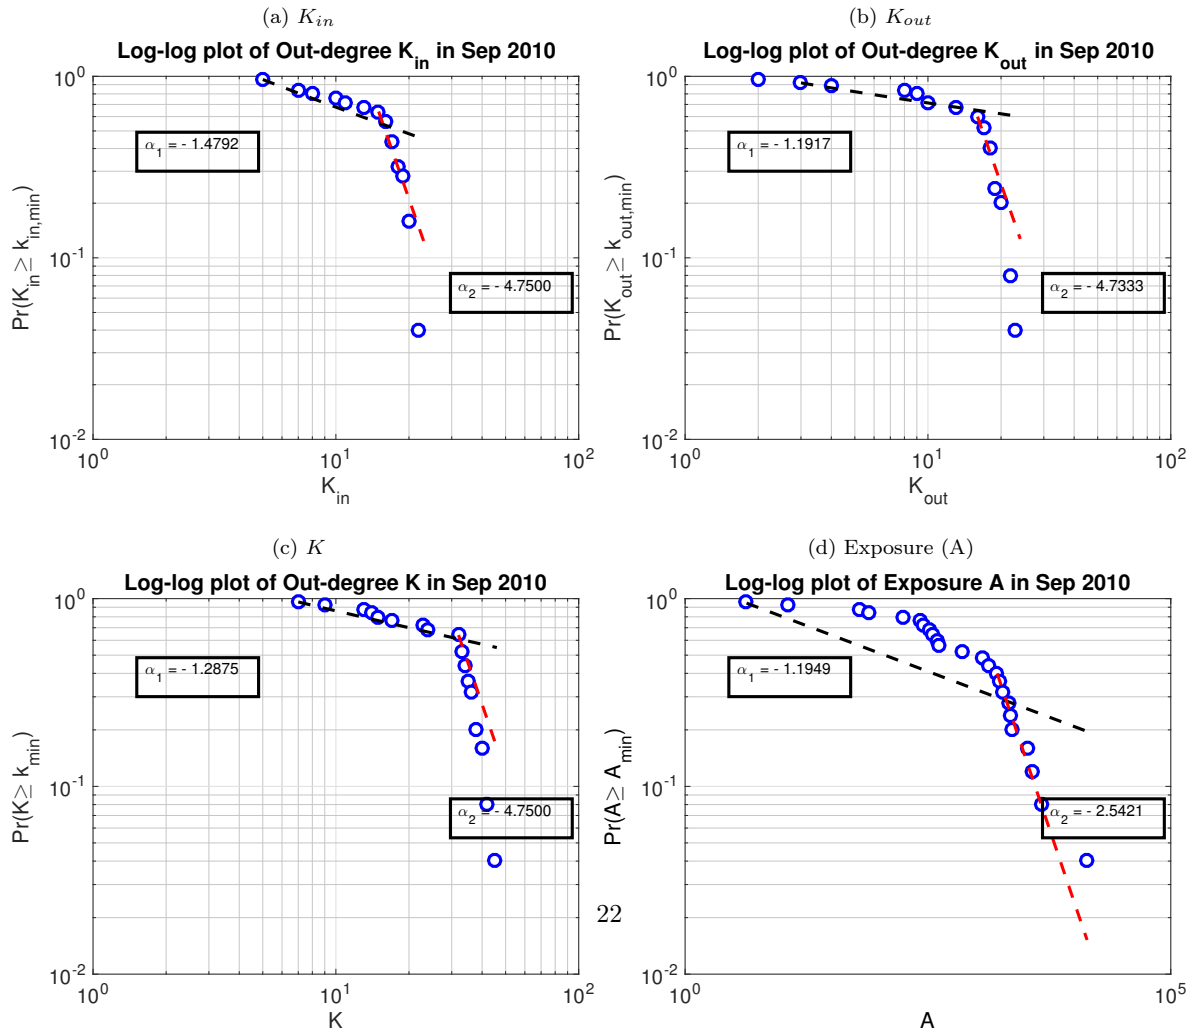 (a) K_in
Log-log plot of Out-degree K_in in Sep 2010
10^0
α_1 = - 1.4792
10^-1
α_2 = - 4.7500
10^-2
10^0 10^1 10^2
K_in
Pr(K_in ≥ k_in,min)
(b) K_out
Log-log plot of Out-degree K_out in Sep 2010
10^0
α_1 = - 1.1917
10^-1
α_2 = - 4.7333
10^-2
10^0 10^1 10^2
K_out
Pr(K_out ≥ k_out,min)
(c) K
Log-log plot of Out-degree K in Sep 2010
10^0
α_1 = - 1.2875
10^-1
α_2 = - 4.7500
10^-2
10^0 10^1 10^2
K
Pr(K ≥ k_min)
(d) Exposure (A)
Log-log plot of Exposure A in Sep 2010
10^0
α_1 = - 1.1949
10^-1
α_2 = - 2.5421
10^-2
10^0 10^5
A
Pr(A ≥ A_min)
22